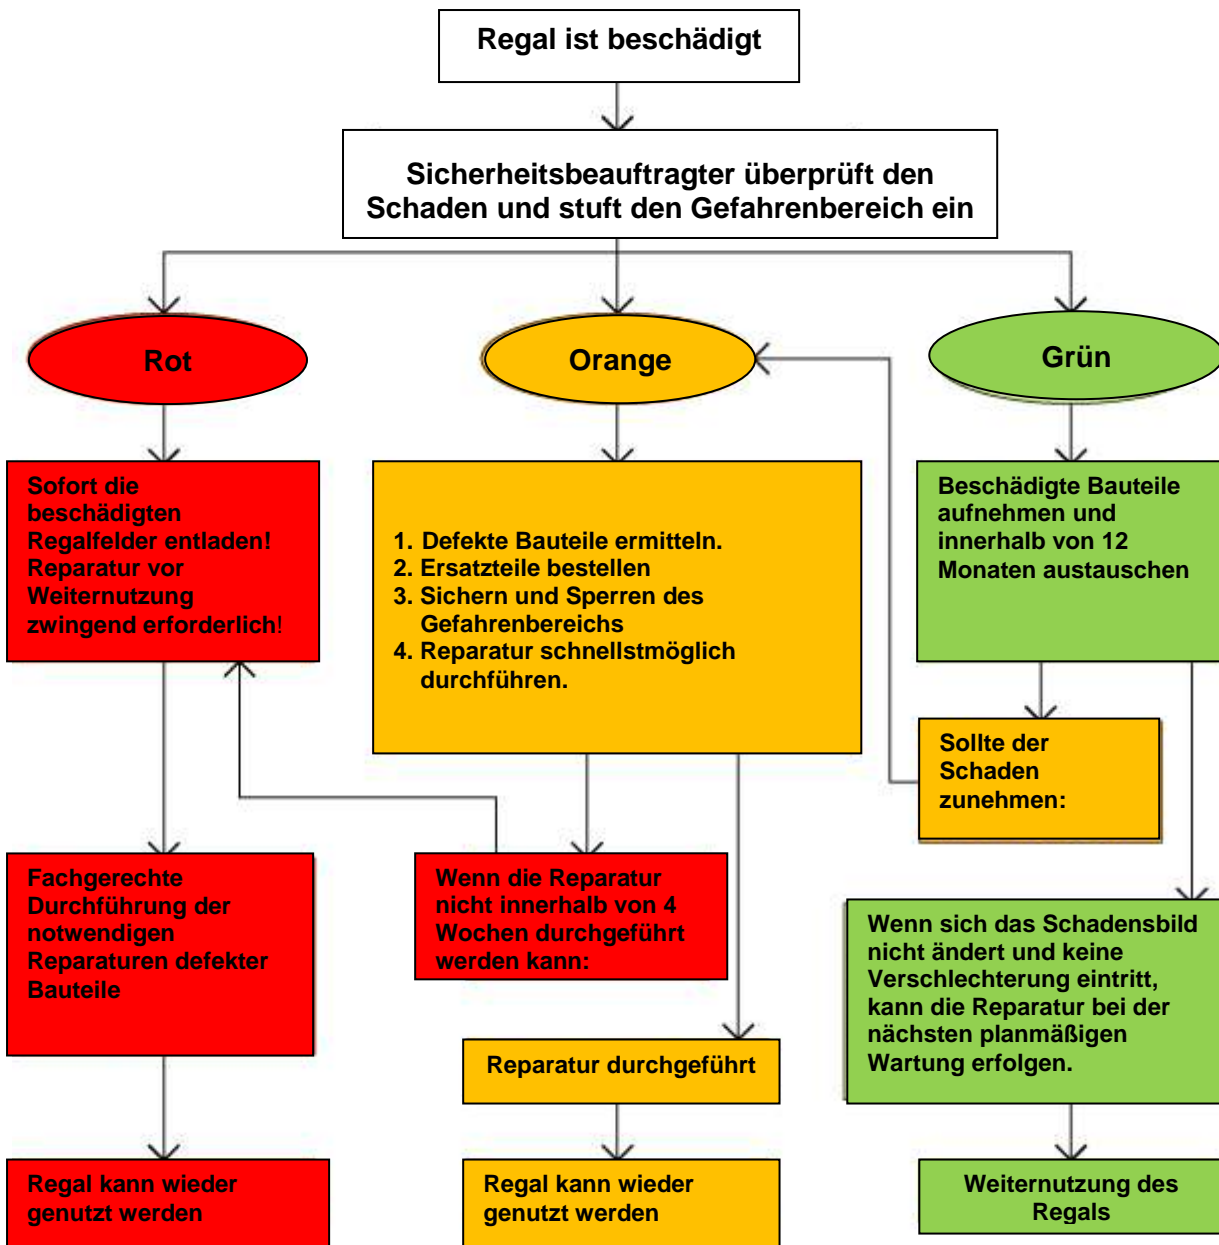 Regal ist beschädigt
Sicherheitsbeauftragter überprüft den
Schaden und stuft den Gefahrenbereich ein
Rot
Orange
Grün
Sofort die
beschädigten
Regalfelder entladen!
Reparatur vor
Weiternutzung
zwingend erforderlich!
1. Defekte Bauteile ermitteln.
2. Ersatzteile bestellen
3. Sichern und Sperren des
Gefahrenbereichs
4. Reparatur schnellstmöglich
durchführen.
Beschädigte Bauteile
aufnehmen und
innerhalb von 12
Monaten austauschen
Sollte der
Schaden
zunehmen:
Fachgerechte
Durchführung der
notwendigen
Reparaturen defekter
Bauteile
Wenn die Reparatur
nicht innerhalb von 4
Wochen durchgeführt
werden kann:
Wenn sich das Schadensbild
nicht ändert und keine
Verschlechterung eintritt,
kann die Reparatur bei der
nächsten planmäßigen
Wartung erfolgen.
Reparatur durchgeführt
Regal kann wieder
genutzt werden
Regal kann wieder
genutzt werden
Weiternutzung des
Regals